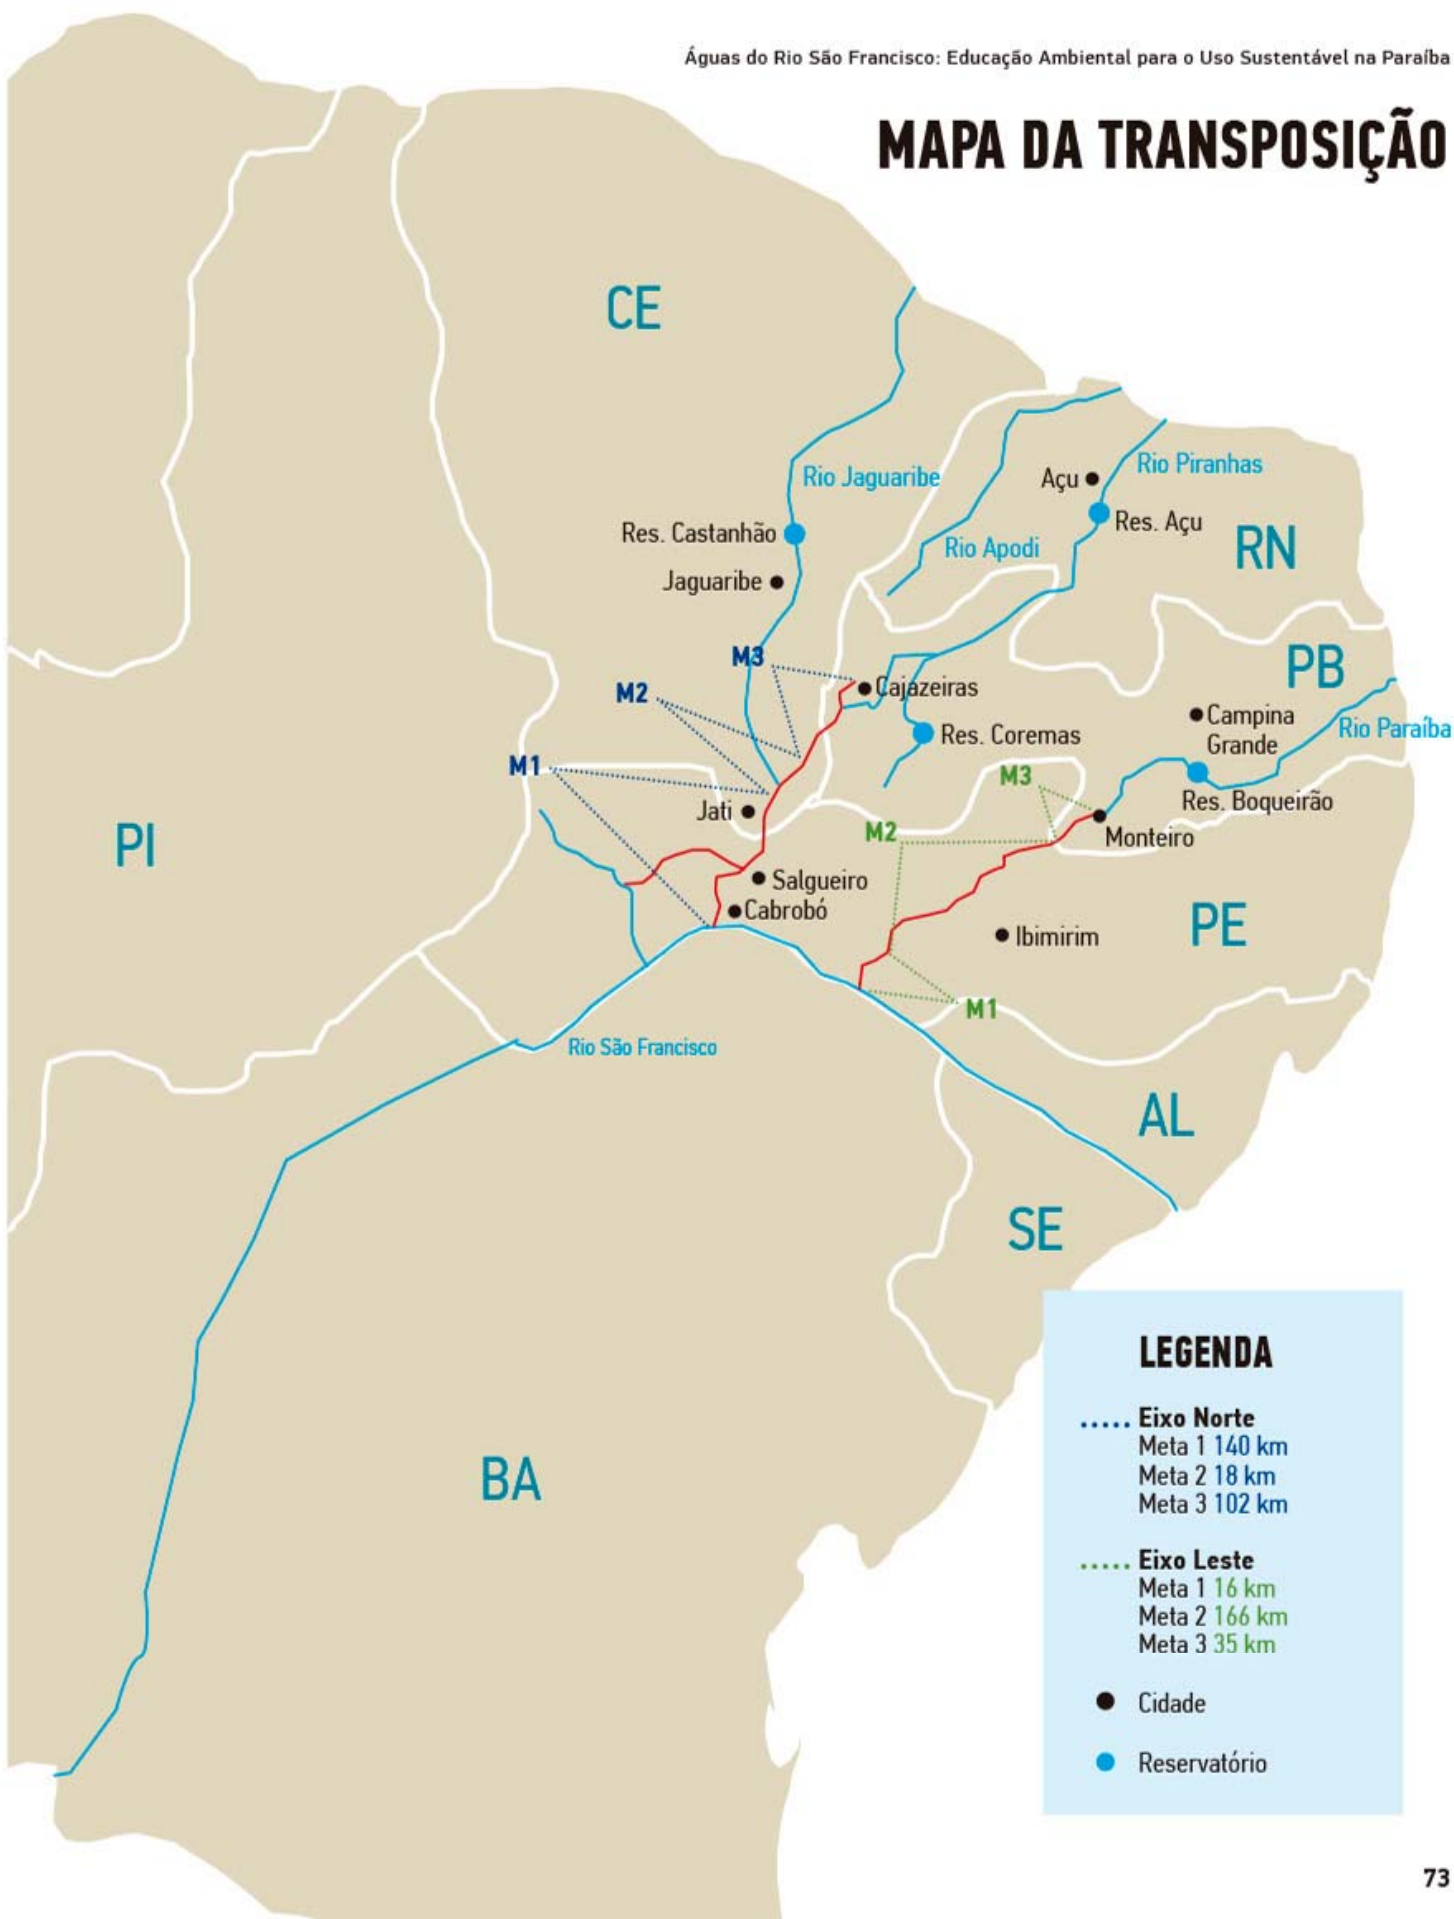 Águas do Rio São Francisco: Educação Ambiental para o Uso Sustentável na Paraíba
MAPA DA TRANSPOSIÇÃO
CE
Rio Jaguaribe
Rio Piranhas
Açu
Res. Açu
Res. Castanhão
Rio Apodi
RN
Jaguaribe
M3
PB
M2
Cajazeiras
Campina
Grande
Rio Paraíba
Res. Coremas
M1
M3
Res. Boqueirão
Jati
M2
Monteiro
PI
Salgueiro
Cabrobó
PE
Ibimirim
M1
Rio São Francisco
AL
SE
BA
LEGENDA
..... Eixo Norte
Meta 1 140 km
Meta 2 18 km
Meta 3 102 km
..... Eixo Leste
Meta 1 16 km
Meta 2 166 km
Meta 3 35 km
Cidade
Reservatório
73